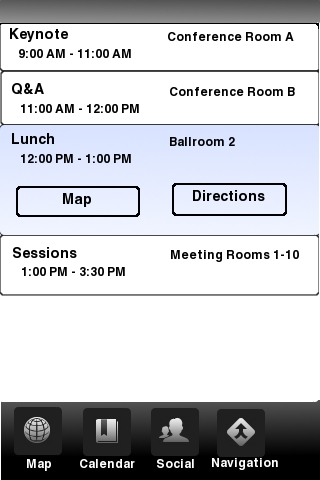 Keynote Conference Room A
9:00 AM - 11:00 AM
Q&A Conference Room B
11:00 AM - 12:00 PM
Lunch Ballroom 2
12:00 PM - 1:00 PM
Map Directions
Sessions Meeting Rooms 1-10
1:00 PM - 3:30 PM
Map Calendar Social Navigation